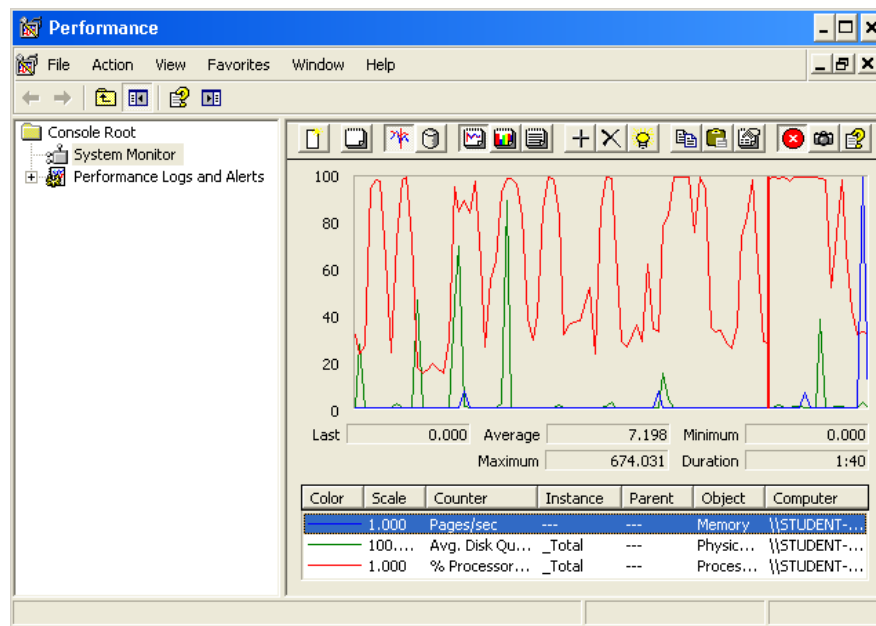 Performance
File Action View Favorites Window Help
Console Root
System Monitor
Performance Logs and Alerts
100
80
60
40
20
0
Last 0.000 Average 7.198 Minimum 0.000
Maximum 674.031 Duration 1:40
Color Scale Counter Instance Parent Object Computer
1.000 Pages/sec --- --- Memory \\STUDENT-...
100.... Avg. Disk Qu... _Total --- Physic... \\STUDENT-...
1.000 % Processor... _Total --- Proces... \\STUDENT-...